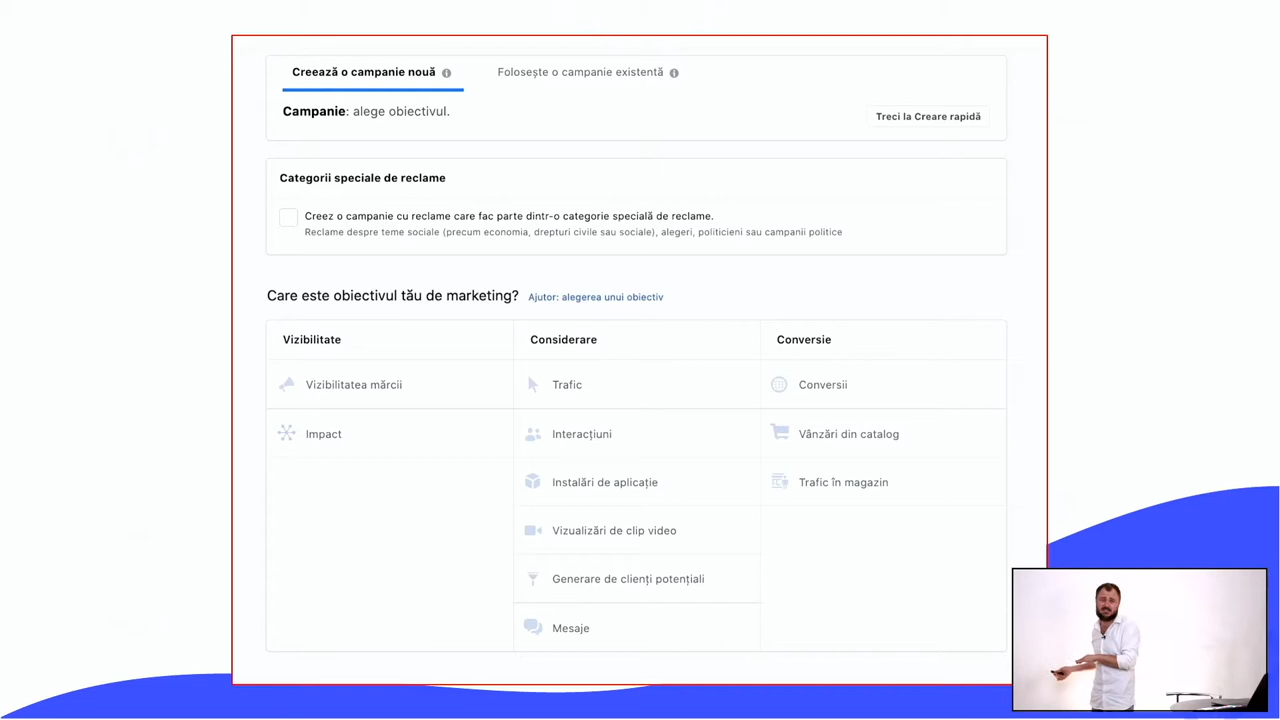 Creează o campanie nouă
Folosește o campanie existentă
Campanie: alege obiectivul.
Treci la Creare rapidă
Categorii speciale de reclame
Creez o campanie cu reclame care fac parte dintr-o categorie specială de reclame.
Reclame despre teme sociale (precum economia, drepturi civile sau sociale), alegeri, politicieni sau campanii politice
Care este obiectivul tău de marketing? Ajutor: alegerea unui obiectiv
Vizibilitate
Considerare
Conversie
Vizibilitatea mărcii
Trafic
Conversii
Impact
Interacțiuni
Vânzări din catalog
Instalări de aplicație
Trafic în magazin
Vizualizări de clip video
Generare de clienți potențiali
Mesaje